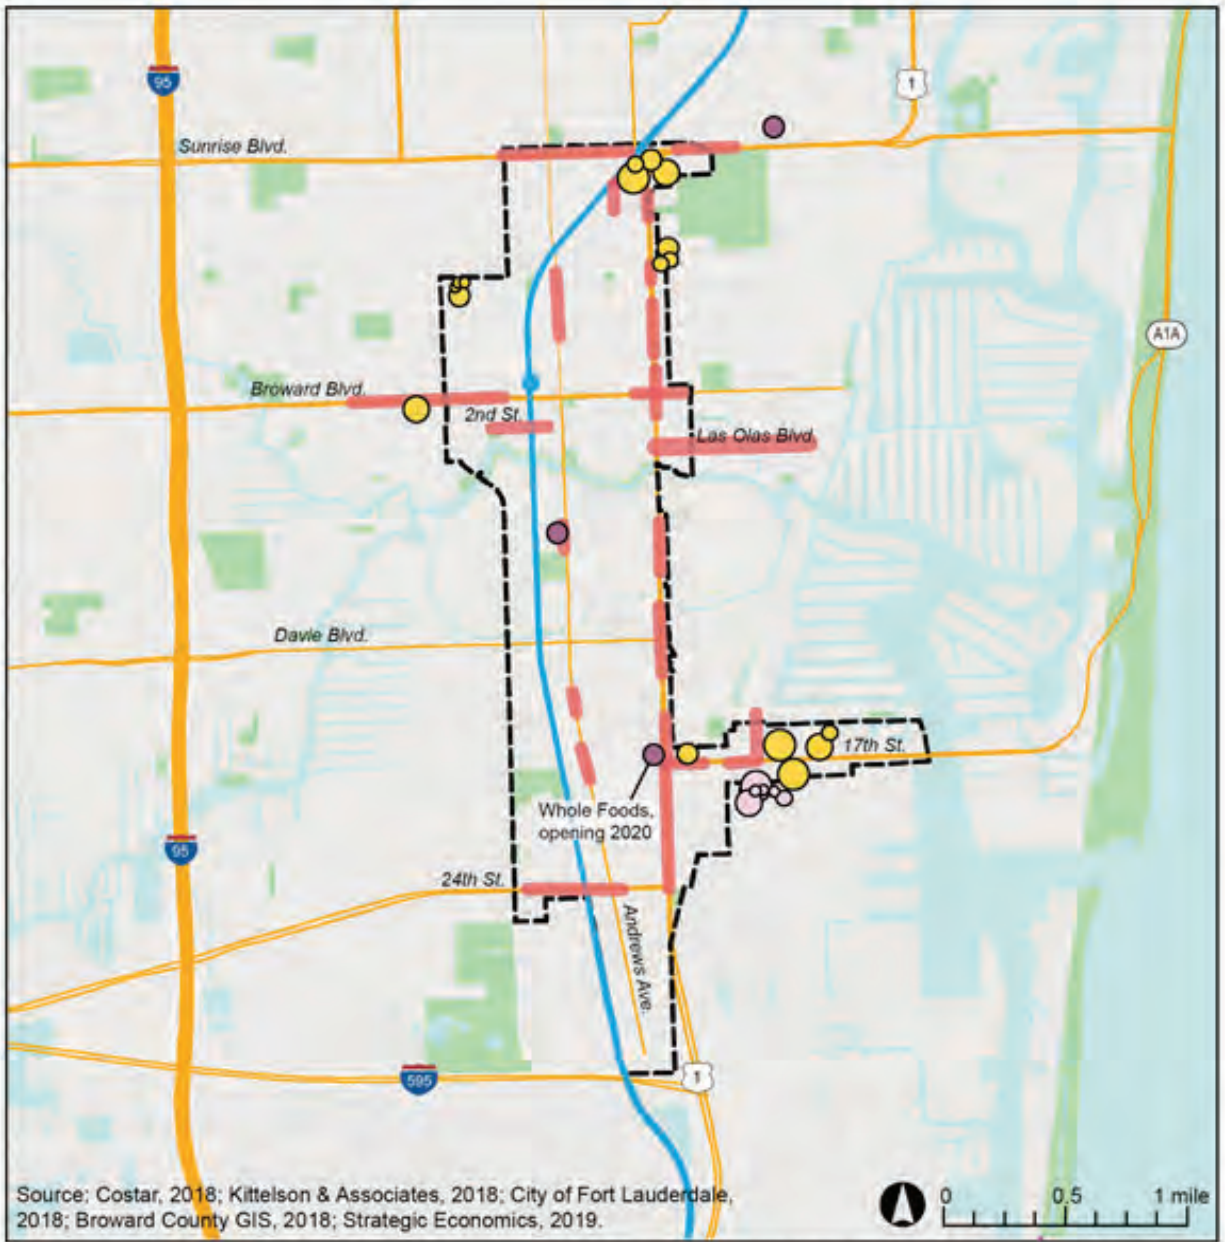 95
1
Sunrise Blvd.
A1A
Broward Blvd.
2nd St.
Las Olas Blvd.
Davie Blvd.
17th St.
Whole Foods,
opening 2020
95
24th St.
Andrews Ave.
595
1
Source: Costar, 2018; Kittelson & Associates, 2018; City of Fort Lauderdale,
2018; Broward County GIS, 2018; Strategic Economics, 2019.
0 0.5 1 mile